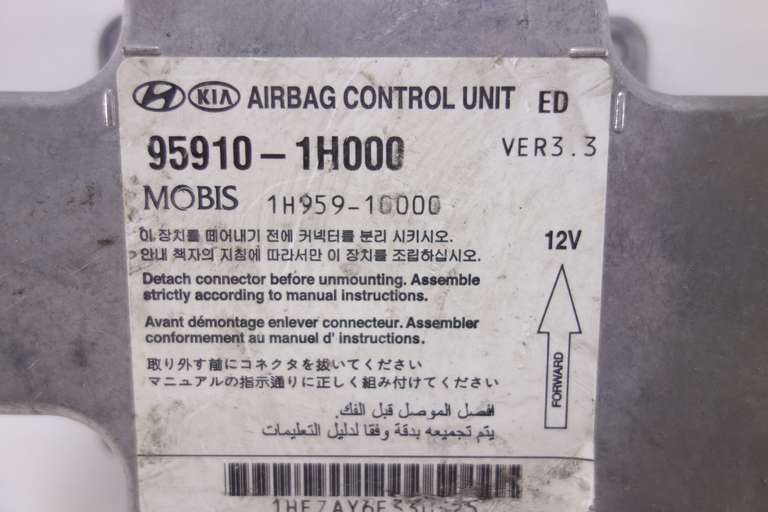 KIA AIRBAG CONTROL UNIT ED
95910-1H000 VER3.3
MOBIS 1H959-10000
이 장치를 떼어내기 전에 커넥터를 분리 시키시오.
안내 책자의 지침에 따라서만 이 장치를 조립하십시오.
12V
Detach connector before unmounting. Assemble
strictly according to manual instructions.
Avant démontage enlever connecteur. Assembler
conformement au manuel d' instructions.
FORWARD
取り外す前にコネクタを抜いてください
マニュアルの指示通りに正しく組み付けてください
افصل الموصل قبل الفك.
يتم تجميعه بدقة وفقا لدليل التعليمات